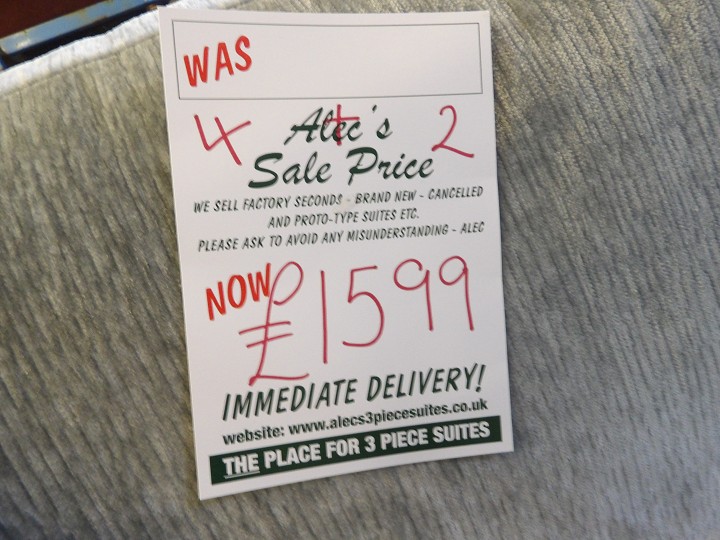 WAS
4 + 2
Alec's
Sale Price
WE SELL FACTORY SECONDS - BRAND NEW - CANCELLED
AND PROTO-TYPE SUITES ETC.
PLEASE ASK TO AVOID ANY MISUNDERSTANDING - ALEC
NOW £1599
IMMEDIATE DELIVERY!
website: www.alecs3piecesuites.co.uk
THE PLACE FOR 3 PIECE SUITES